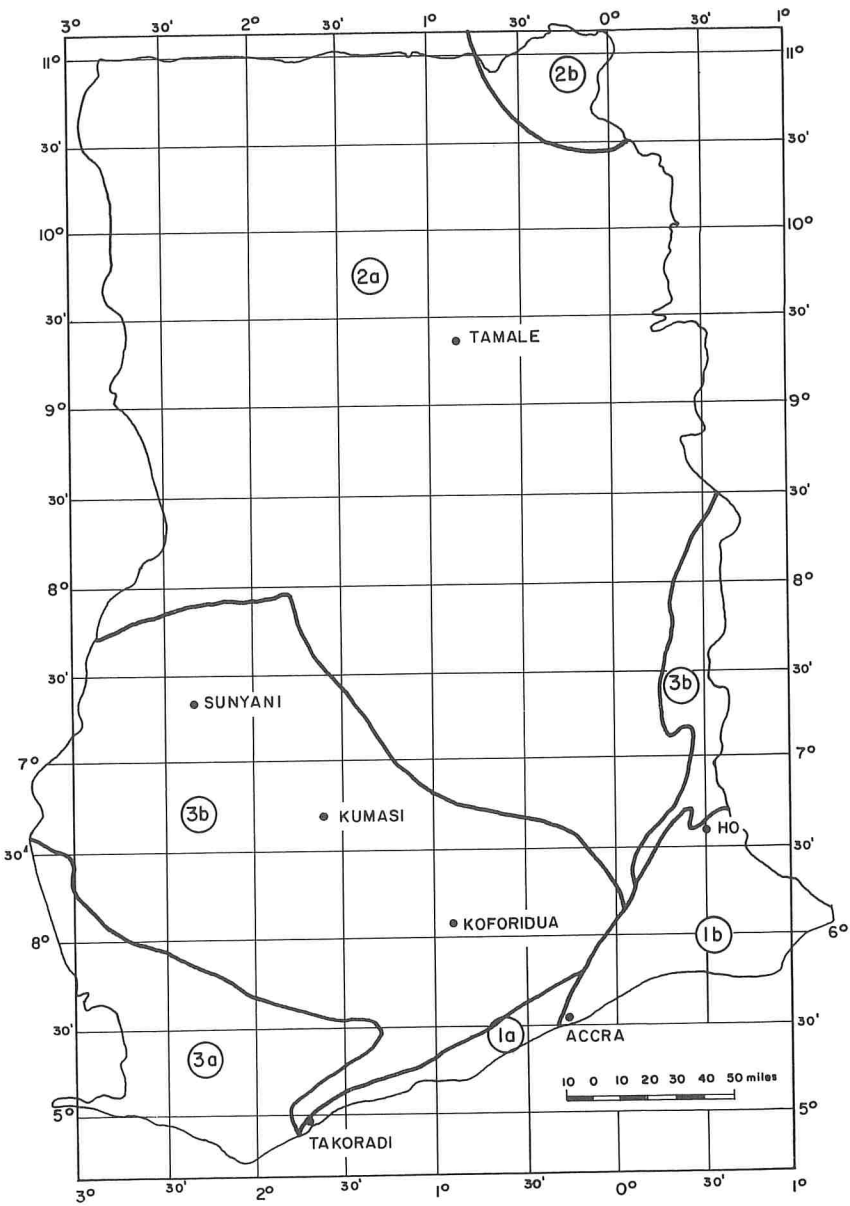 3° 30' 2° 30' 1° 30' 0° 30' 1°
11° 11°
2b
30' 30'
10° 10°
2a
30' 30'
TAMALE
9° 9°
30' 30'
8° 8°
30' 30'
3b
SUNYANI
7° 7°
3b
KUMASI
HO
30' 30'
KOFORIDUA
8° 6°
1b
30' 30'
1a
ACCRA
3a
10 0 10 20 30 40 50 miles
5° 5°
TAKORADI
3° 30' 2° 30' 1° 30' 0° 30' 1°